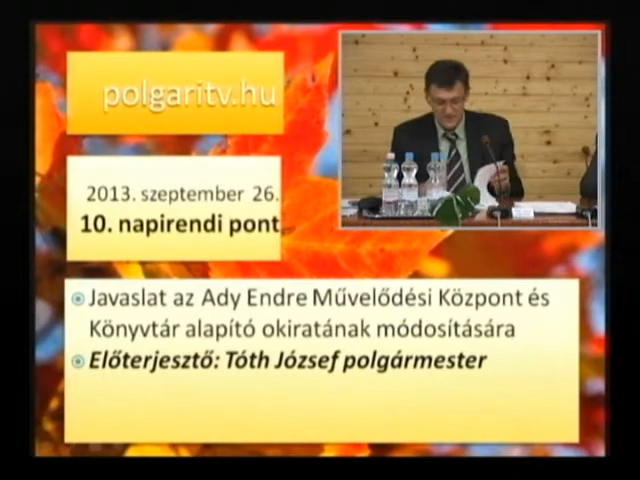 polgaritv.hu
2013. szeptember 26.
10. napirendi pont
Javaslat az Ady Endre Művelődési Központ és
Könyvtár alapító okiratának módosítására
Előterjesztő: Tóth József polgármester